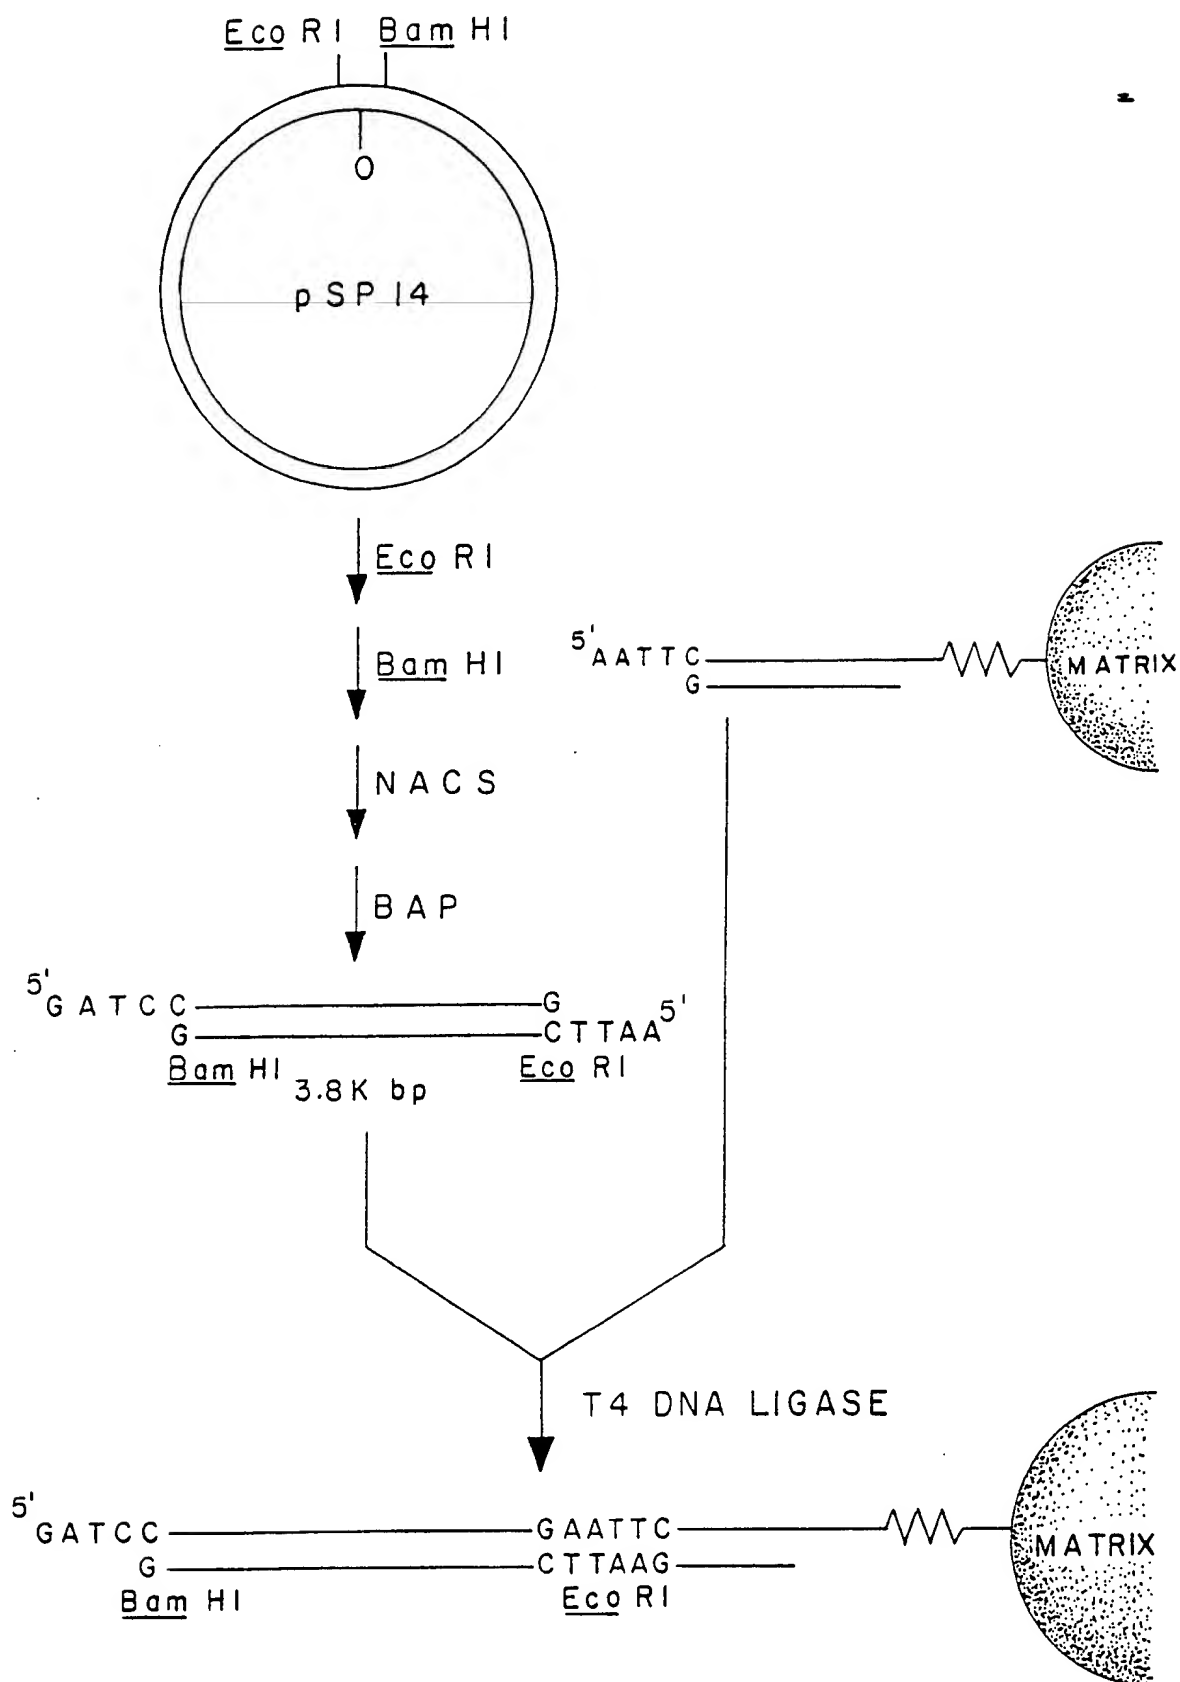 Eco RI Bam HI
O
pSP 14
Eco RI
Bam HI
NACS
BAP
5' AATTC
G
MATRIX
5' GATCC G
G CTTAA 5'
Bam HI Eco RI
3.8K bp
T4 DNA LIGASE
5' GATCC GAATTC
G CTTAAG
Bam HI Eco RI
MATRIX